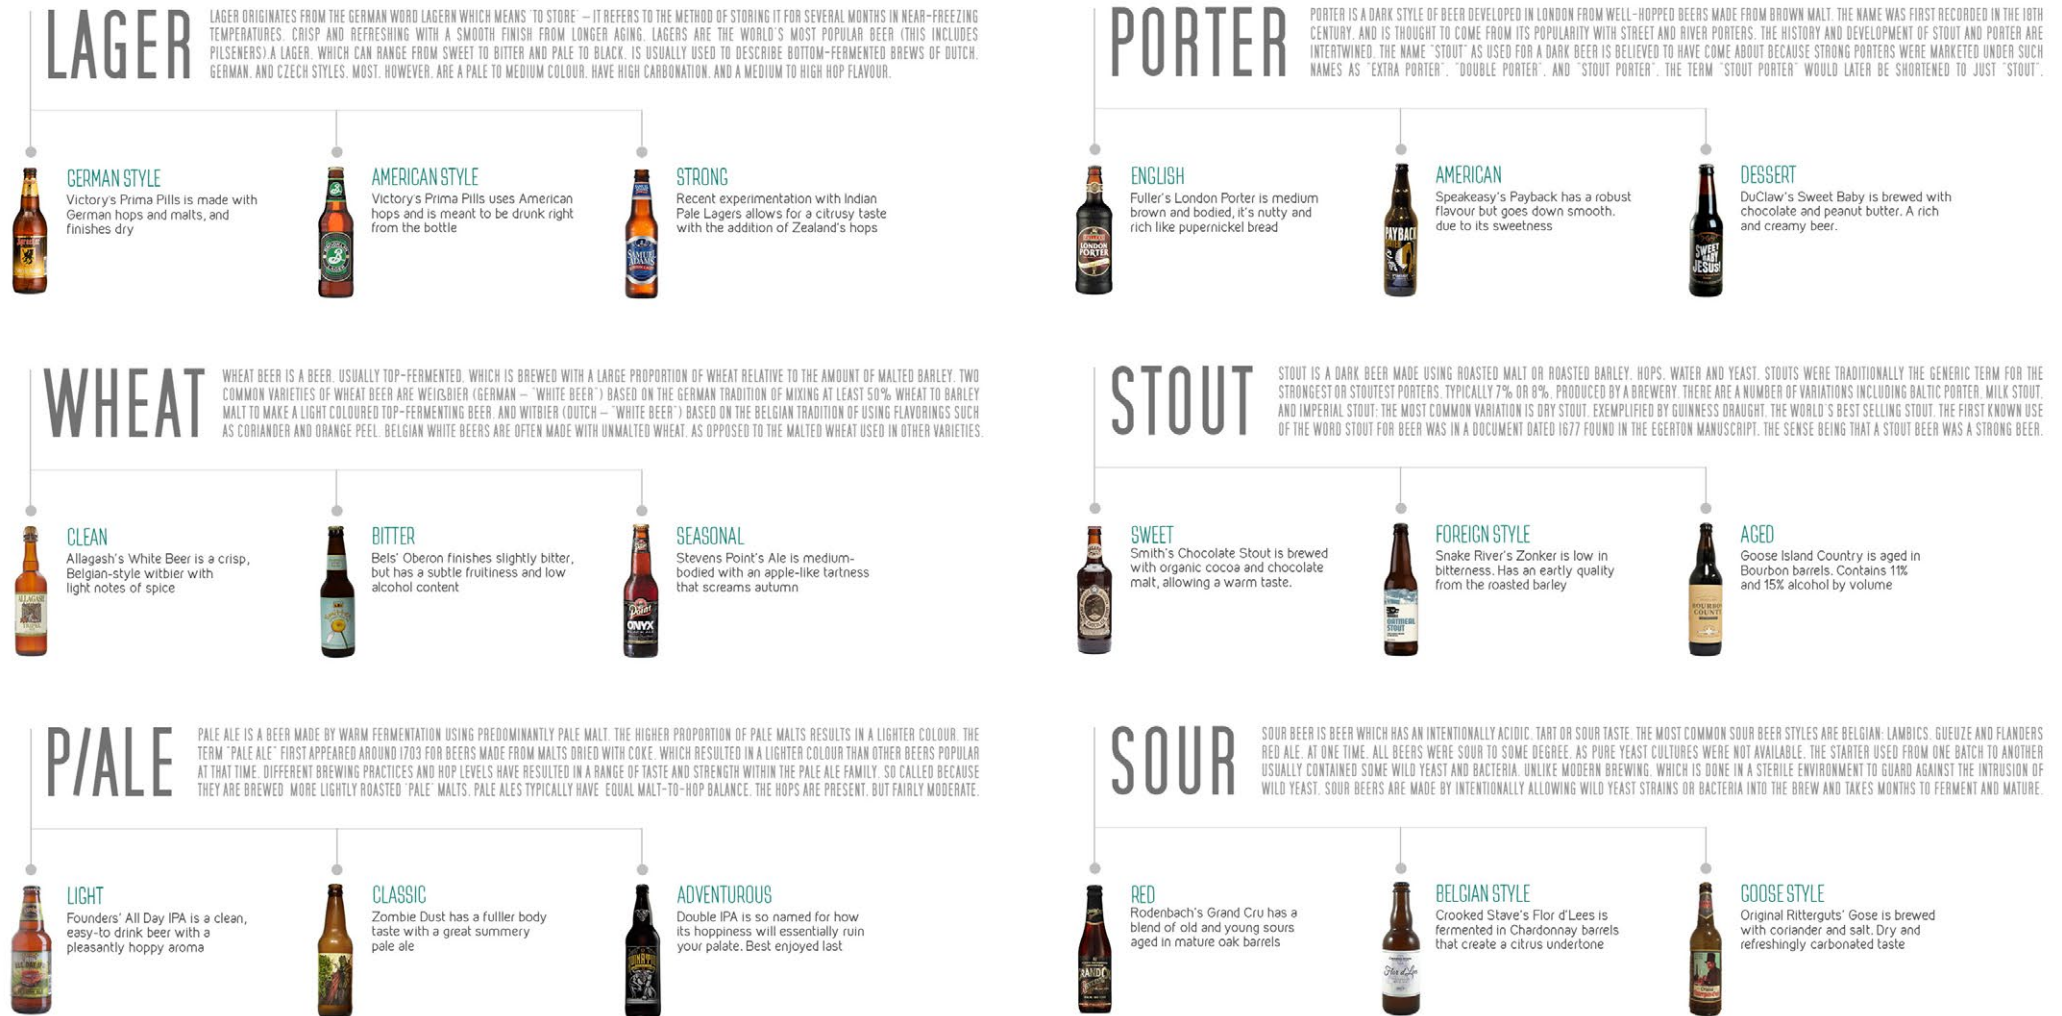 LAGER
LAGER ORIGINATES FROM THE GERMAN WORD LAGERN WHICH MEANS "TO STORE" – IT REFERS TO THE METHOD OF STORING IT FOR SEVERAL MONTHS IN NEAR-FREEZING
TEMPERATURES. CRISP AND REFRESHING WITH A SMOOTH FINISH FROM LONGER AGING, LAGERS ARE THE WORLD'S MOST POPULAR BEER (THIS INCLUDES
PILSENERS).A LAGER, WHICH CAN RANGE FROM SWEET TO BITTER AND PALE TO BLACK, IS USUALLY USED TO DESCRIBE BOTTOM-FERMENTED BREWS OF DUTCH,
GERMAN, AND CZECH STYLES. MOST, HOWEVER, ARE A PALE TO MEDIUM COLOUR, HAVE HIGH CARBONATION, AND A MEDIUM TO HIGH HOP FLAVOUR.
GERMAN STYLE
Victory's Prima Pills is made with
German hops and malts, and
finishes dry
AMERICAN STYLE
Victory's Prima Pills uses American
hops and is meant to be drunk right
from the bottle
STRONG
Recent experimentation with Indian
Pale Lagers allows for a citrusy taste
with the addition of Zealand's hops
SAMUEL
ADAMS
WHEAT
WHEAT BEER IS A BEER, USUALLY TOP-FERMENTED, WHICH IS BREWED WITH A LARGE PROPORTION OF WHEAT RELATIVE TO THE AMOUNT OF MALTED BARLEY. TWO
COMMON VARIETIES OF WHEAT BEER ARE WEIßBIER (GERMAN – "WHITE BEER") BASED ON THE GERMAN TRADITION OF MIXING AT LEAST 50% WHEAT TO BARLEY
MALT TO MAKE A LIGHT COLOURED TOP-FERMENTING BEER, AND WITBIER (DUTCH – "WHITE BEER") BASED ON THE BELGIAN TRADITION OF USING FLAVORINGS SUCH
AS CORIANDER AND ORANGE PEEL. BELGIAN WHITE BEERS ARE OFTEN MADE WITH UNMALTED WHEAT, AS OPPOSED TO THE MALTED WHEAT USED IN OTHER VARIETIES.
CLEAN
Allagash's White Beer is a crisp,
Belgian-style witbier with
light notes of spice
ALLAGASH
BITTER
Bels' Oberon finishes slightly bitter,
but has a subtle fruitiness and low
alcohol content
SEASONAL
Stevens Point's Ale is medium-
bodied with an apple-like tartness
that screams autumn
Point
ONYX
P/ALE
PALE ALE IS A BEER MADE BY WARM FERMENTATION USING PREDOMINANTLY PALE MALT. THE HIGHER PROPORTION OF PALE MALTS RESULTS IN A LIGHTER COLOUR. THE
TERM "PALE ALE" FIRST APPEARED AROUND 1703 FOR BEERS MADE FROM MALTS DRIED WITH COKE, WHICH RESULTED IN A LIGHTER COLOUR THAN OTHER BEERS POPULAR
AT THAT TIME. DIFFERENT BREWING PRACTICES AND HOP LEVELS HAVE RESULTED IN A RANGE OF TASTE AND STRENGTH WITHIN THE PALE ALE FAMILY. SO CALLED BECAUSE
THEY ARE BREWED MORE LIGHTLY ROASTED "PALE" MALTS, PALE ALES TYPICALLY HAVE EQUAL MALT-TO-HOP BALANCE. THE HOPS ARE PRESENT, BUT FAIRLY MODERATE.
LIGHT
Founders' All Day IPA is a clean,
easy-to drink beer with a
pleasantly hoppy aroma
CLASSIC
Zombie Dust has a fulller body
taste with a great summery
pale ale
ADVENTUROUS
Double IPA is so named for how
its hoppiness will essentially ruin
your palate. Best enjoyed last
PORTER
PORTER IS A DARK STYLE OF BEER DEVELOPED IN LONDON FROM WELL-HOPPED BEERS MADE FROM BROWN MALT. THE NAME WAS FIRST RECORDED IN THE 18TH
CENTURY, AND IS THOUGHT TO COME FROM ITS POPULARITY WITH STREET AND RIVER PORTERS. THE HISTORY AND DEVELOPMENT OF STOUT AND PORTER ARE
INTERTWINED. THE NAME "STOUT" AS USED FOR A DARK BEER IS BELIEVED TO HAVE COME ABOUT BECAUSE STRONG PORTERS WERE MARKETED UNDER SUCH
NAMES AS "EXTRA PORTER", "DOUBLE PORTER", AND "STOUT PORTER". THE TERM "STOUT PORTER" WOULD LATER BE SHORTENED TO JUST "STOUT".
ENGLISH
Fuller's London Porter is medium
brown and bodied, it's nutty and
rich like pupernickel bread
LONDON
PORTER
AMERICAN
Speakeasy's Payback has a robust
flavour but goes down smooth,
due to its sweetness
PAYBACK
DESSERT
DuClaw's Sweet Baby is brewed with
chocolate and peanut butter. A rich
and creamy beer.
SWEET
BABY
JESUS!
STOUT
STOUT IS A DARK BEER MADE USING ROASTED MALT OR ROASTED BARLEY, HOPS, WATER AND YEAST. STOUTS WERE TRADITIONALLY THE GENERIC TERM FOR THE
STRONGEST OR STOUTEST PORTERS, TYPICALLY 7% OR 8%, PRODUCED BY A BREWERY. THERE ARE A NUMBER OF VARIATIONS INCLUDING BALTIC PORTER, MILK STOUT,
AND IMPERIAL STOUT; THE MOST COMMON VARIATION IS DRY STOUT, EXEMPLIFIED BY GUINNESS DRAUGHT, THE WORLD'S BEST SELLING STOUT. THE FIRST KNOWN USE
OF THE WORD STOUT FOR BEER WAS IN A DOCUMENT DATED 1677 FOUND IN THE EGERTON MANUSCRIPT, THE SENSE BEING THAT A STOUT BEER WAS A STRONG BEER.
SWEET
Smith's Chocolate Stout is brewed
with organic cocoa and chocolate
malt, allowing a warm taste.
FOREIGN STYLE
Snake River's Zonker is low in
bitterness. Has an eartly quality
from the roasted barley
OATMEAL
STOUT
AGED
Goose Island Country is aged in
Bourbon barrels. Contains 11%
and 15% alcohol by volume
BOURBON
COUNTY
SOUR
SOUR BEER IS BEER WHICH HAS AN INTENTIONALLY ACIDIC, TART OR SOUR TASTE. THE MOST COMMON SOUR BEER STYLES ARE BELGIAN: LAMBICS, GUEUZE AND FLANDERS
RED ALE. AT ONE TIME, ALL BEERS WERE SOUR TO SOME DEGREE. AS PURE YEAST CULTURES WERE NOT AVAILABLE, THE STARTER USED FROM ONE BATCH TO ANOTHER
USUALLY CONTAINED SOME WILD YEAST AND BACTERIA. UNLIKE MODERN BREWING, WHICH IS DONE IN A STERILE ENVIRONMENT TO GUARD AGAINST THE INTRUSION OF
WILD YEAST, SOUR BEERS ARE MADE BY INTENTIONALLY ALLOWING WILD YEAST STRAINS OR BACTERIA INTO THE BREW AND TAKES MONTHS TO FERMENT AND MATURE.
RED
Rodenbach's Grand Cru has a
blend of old and young sours
aged in mature oak barrels
BELGIAN STYLE
Crooked Stave's Flor d'Lees is
fermented in Chardonnay barrels
that create a citrus undertone
GOOSE STYLE
Original Ritterguts' Gose is brewed
with coriander and salt. Dry and
refreshingly carbonated taste